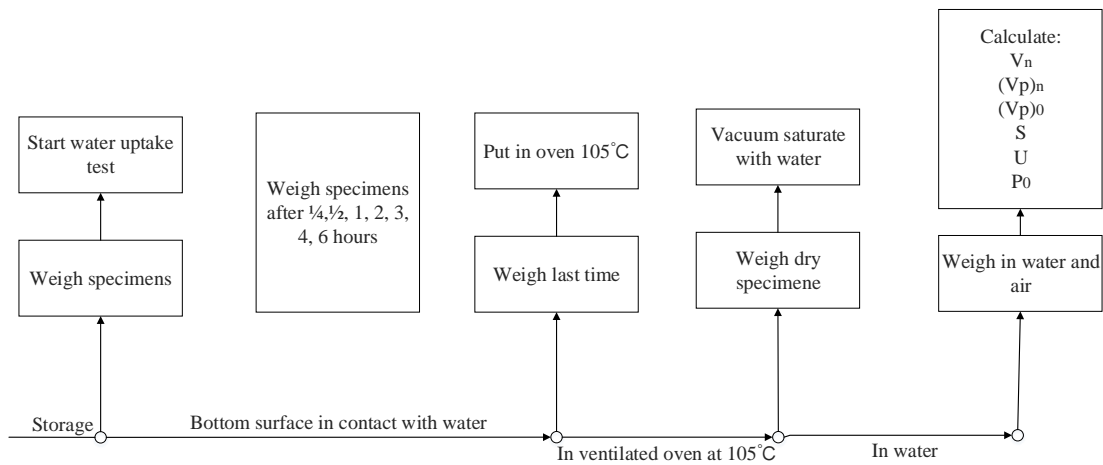 Calculate:
Vn
(Vp)n
(Vp)0
S
U
P0
Start water uptake
test
Weigh specimens
after ¼,½, 1, 2, 3,
4, 6 hours
Put in oven 105℃
Vacuum saturate
with water
Weigh specimens
Weigh last time
Weigh dry
specimene
Weigh in water and
air
Storage
Bottom surface in contact with water
In ventilated oven at 105℃
In water